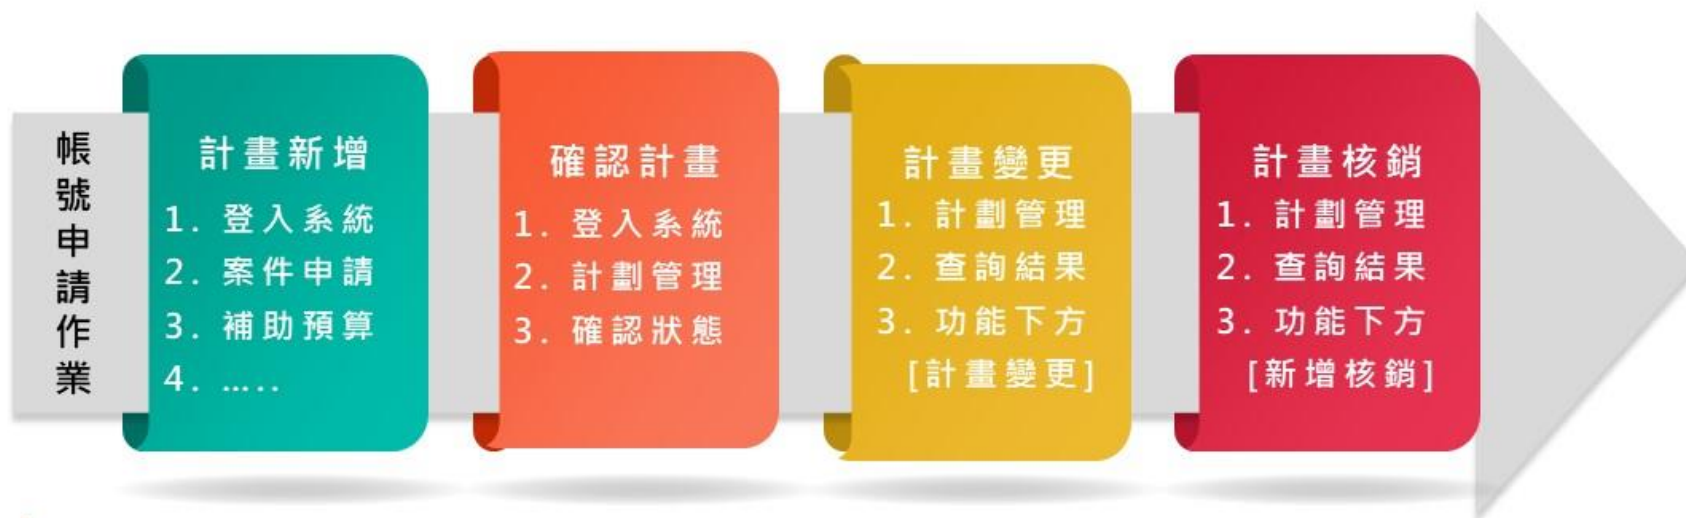 帳號申請作業
計畫新增
1. 登入系統
2. 案件申請
3. 補助預算
4. …..
確認計畫
1. 登入系統
2. 計劃管理
3. 確認狀態
計畫變更
1. 計劃管理
2. 查詢結果
3. 功能下方
[計畫變更]
計畫核銷
1. 計劃管理
2. 查詢結果
3. 功能下方
[新增核銷]